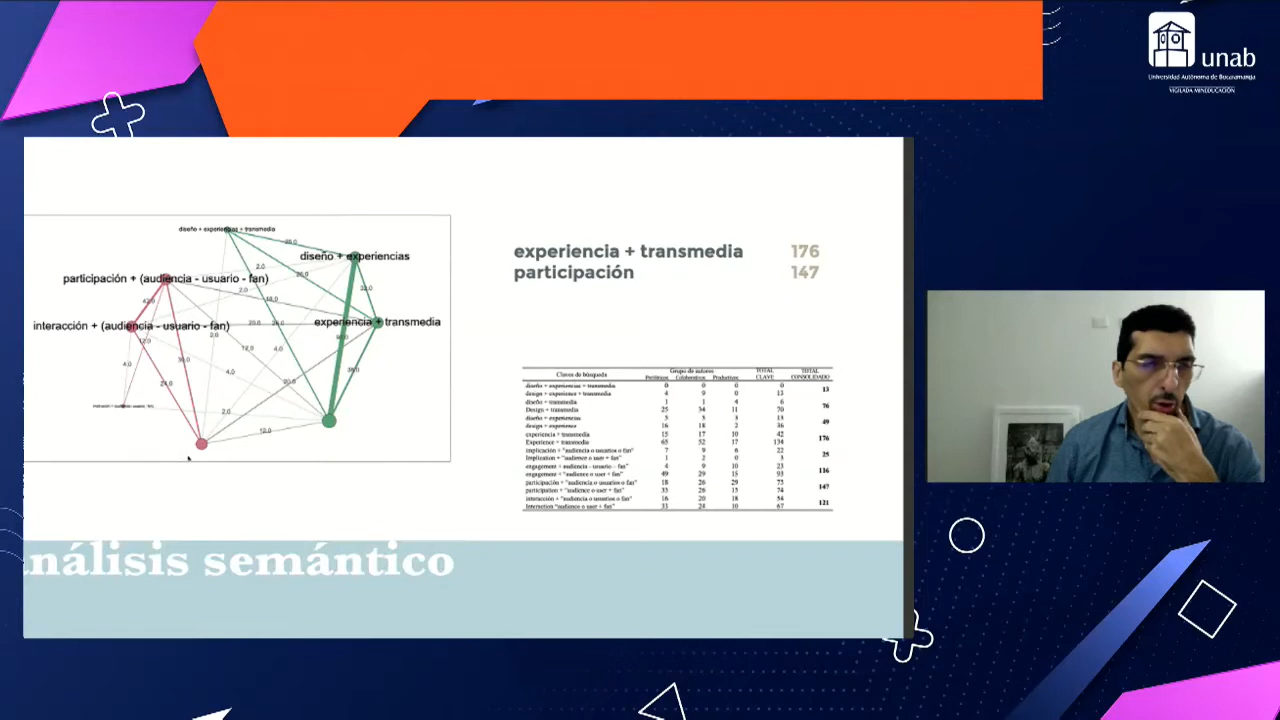 unab
Universidad Autónoma de Bucaramanga
VIGILADA MINEDUCACIÓN
diseño + experiencias + transmedia
diseño + experiencias
participación + (audiencia - usuario - fan)
interacción + (audiencia - usuario - fan)
experiencia + transmedia
experiencia + transmedia 176
participación 147
Claves de búsqueda Grupo de autores TOTAL CLAVE TOTAL CONSOLIDADO
Periféricos Colaborativos Productivos
diseño + experiencias + transmedia 0 0 0 0 13
design + experience + transmedia 4 9 0 13
diseño + transmedia 1 1 4 6 76
Design + transmedia 25 34 11 70
diseño + experiencias 5 5 3 13 49
design + experience 16 18 2 36
experiencia + transmedia 15 17 10 42 176
Experience + transmedia 65 52 17 134
implicación + "audiencia o usuarios o fan" 7 9 6 22 25
Implication + "audience o user + fan" 1 2 0 3
engagement + audiencia - usuario - fan" 4 9 10 23 116
engagement + "audience o user + fan" 49 29 15 93
participación + "audiencia o usuarios o fan" 18 26 29 73 147
participation + "audience o user + fan" 33 26 15 74
interacción + "audiencia o usuarios o fan" 16 20 18 54 121
Interaction "audience o user + fan" 33 24 10 67
nálisis semántico